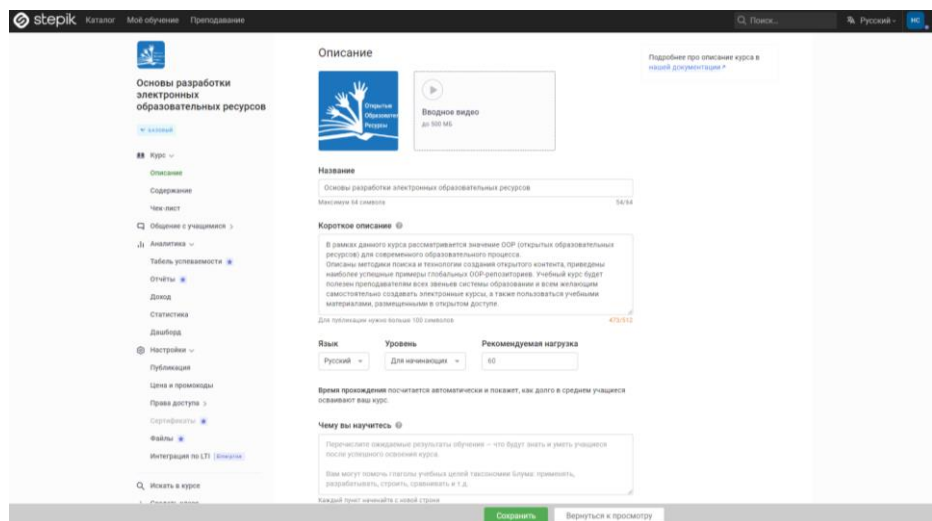 stepik Каталог Моё обучение Преподавание Поиск... Русский НС
Основы разработки
электронных
образовательных ресурсов
БАЗОВЫЙ
Курс
Описание
Содержание
Чек-лист
Общение с учащимися
Аналитика
Табель успеваемости
Отчёты
Доход
Статистика
Дашборд
Настройки
Публикация
Цена и промокоды
Права доступа
Сертификаты
Файлы
Интеграция по LTI Enterprise
Искать в курсе
Описание
Открытые
Образовател
Ресурсы
Вводное видео
до 500 МБ
Название
Основы разработки электронных образовательных ресурсов
Максимум 64 символа 54/64
Короткое описание
В рамках данного курса рассматривается значение ООР (открытых образовательных
ресурсов) для современного образовательного процесса.
Описаны методики поиска и технологии создания открытого контента, приведены
наиболее успешные примеры глобальных ООР-репозиториев. Учебный курс будет
полезен преподавателям всех звеньев системы образования и всем желающим
самостоятельно создавать электронные курсы, а также пользоваться учебными
материалами, размещенными в открытом доступе.
Для публикации нужно больше 100 символов 473/512
Язык Уровень Рекомендуемая нагрузка
Русский Для начинающих 60
Время прохождения посчитается автоматически и покажет, как долго в среднем учащиеся
осваивают ваш курс.
Чему вы научитесь
Перечислите ожидаемые результаты обучения – что будут знать и уметь учащиеся
после успешного освоения курса.
Вам могут помочь глаголы учебных целей таксономии Блума: применять,
разрабатывать, строить, сравнивать и т.д.
Каждый пункт начинайте с новой строки
Подробнее про описание курса в
нашей документации
Сохранить Вернуться к просмотру